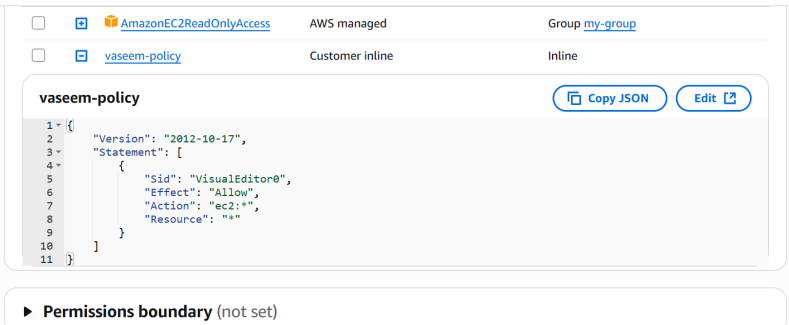 AmazonEC2ReadOnlyAccess AWS managed Group my-group
vaseem-policy Customer inline Inline
vaseem-policy Copy JSON Edit
1 {
2 "Version": "2012-10-17",
3 "Statement": [
4 {
5 "Sid": "VisualEditor0",
6 "Effect": "Allow",
7 "Action": "ec2:*",
8 "Resource": "*"
9 }
10 ]
11 }
Permissions boundary (not set)